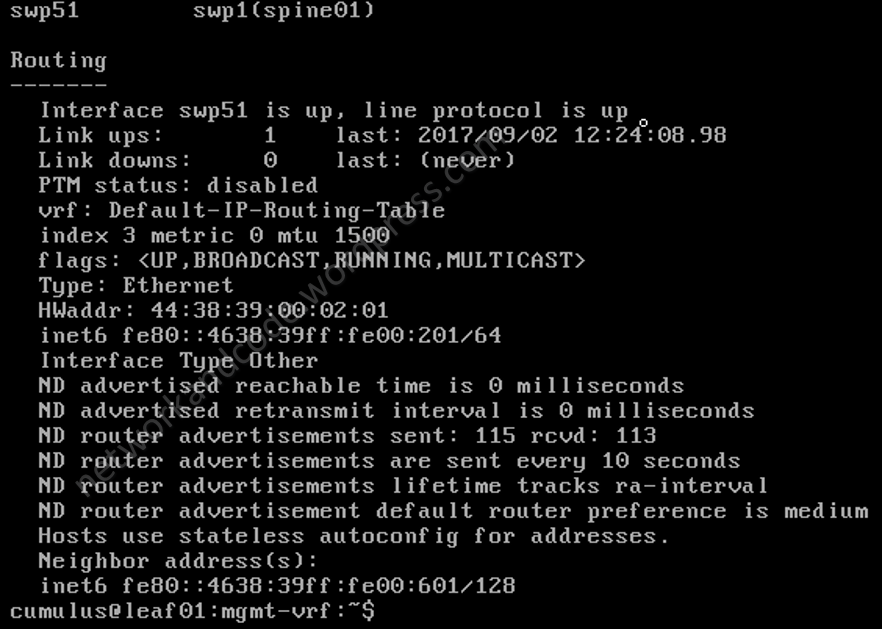 swp51 swp1(spine01)
Routing
-------
Interface swp51 is up, line protocol is up
Link ups: 1 last: 2017/09/02 12:24:08.98
Link downs: 0 last: (never)
PTM status: disabled
vrf: Default-IP-Routing-Table
index 3 metric 0 mtu 1500
flags: <UP,BROADCAST,RUNNING,MULTICAST>
Type: Ethernet
HWaddr: 44:38:39:00:02:01
inet6 fe80::4638:39ff:fe00:201/64
Interface Type Other
ND advertised reachable time is 0 milliseconds
ND advertised retransmit interval is 0 milliseconds
ND router advertisements sent: 115 rcvd: 113
ND router advertisements are sent every 10 seconds
ND router advertisements lifetime tracks ra-interval
ND router advertisement default router preference is medium
Hosts use stateless autoconfig for addresses.
Neighbor address(s):
inet6 fe80::4638:39ff:fe00:601/128
cumulus@leaf01:mgmt-vrf:~$
networkandcode.wordpress.com